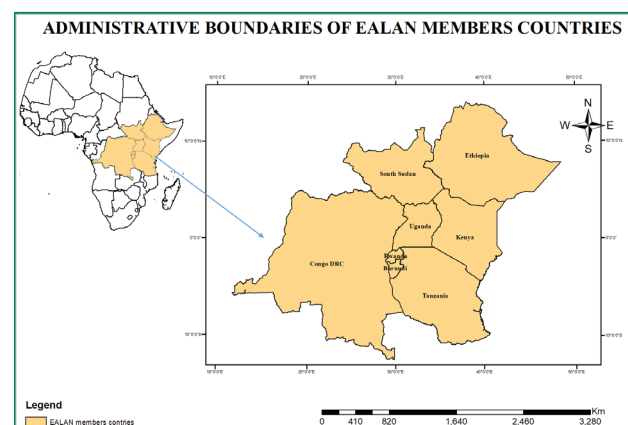 ADMINISTRATIVE BOUNDARIES OF EALAN MEMBERS COUNTRIES
10°0'0"E 20°0'0"E 30°0'0"E 40°0'0"E 50°0'0"E
N
W E
S
10°0'0"N 10°0'0"N
Ethiopia
South Sudan
Uganda
0°0'0" 0°0'0"
Kenya
Rwanda
Congo DRC
Burundi
Tanzania
10°0'0"S 10°0'0"S
10°0'0"E 20°0'0"E 30°0'0"E 40°0'0"E 50°0'0"E
Legend
EALAN members contries
Km
0 410 820 1.640 2.460 3.280